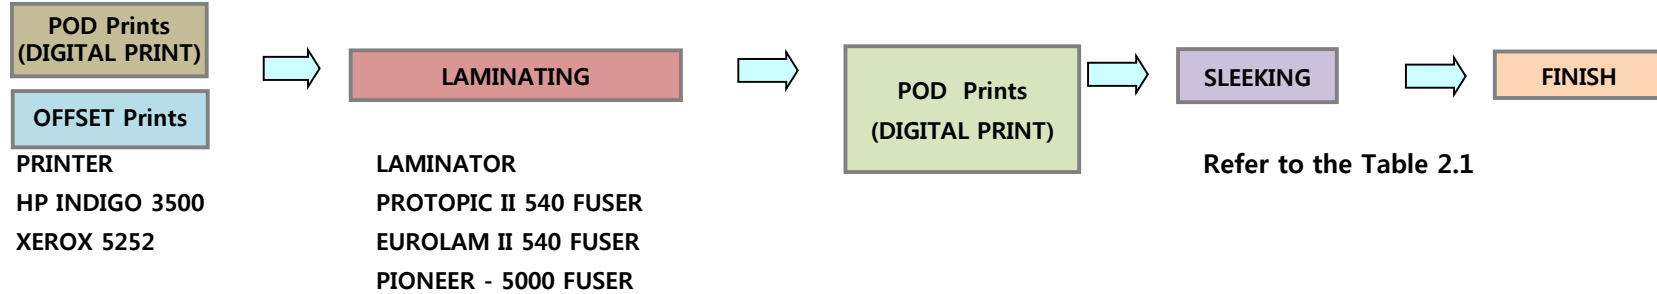 POD Prints
(DIGITAL PRINT)
OFFSET Prints
PRINTER
HP INDIGO 3500
XEROX 5252
LAMINATING
LAMINATOR
PROTOPIC II 540 FUSER
EUROLAM II 540 FUSER
PIONEER - 5000 FUSER
POD Prints
(DIGITAL PRINT)
SLEEKING
Refer to the Table 2.1
FINISH